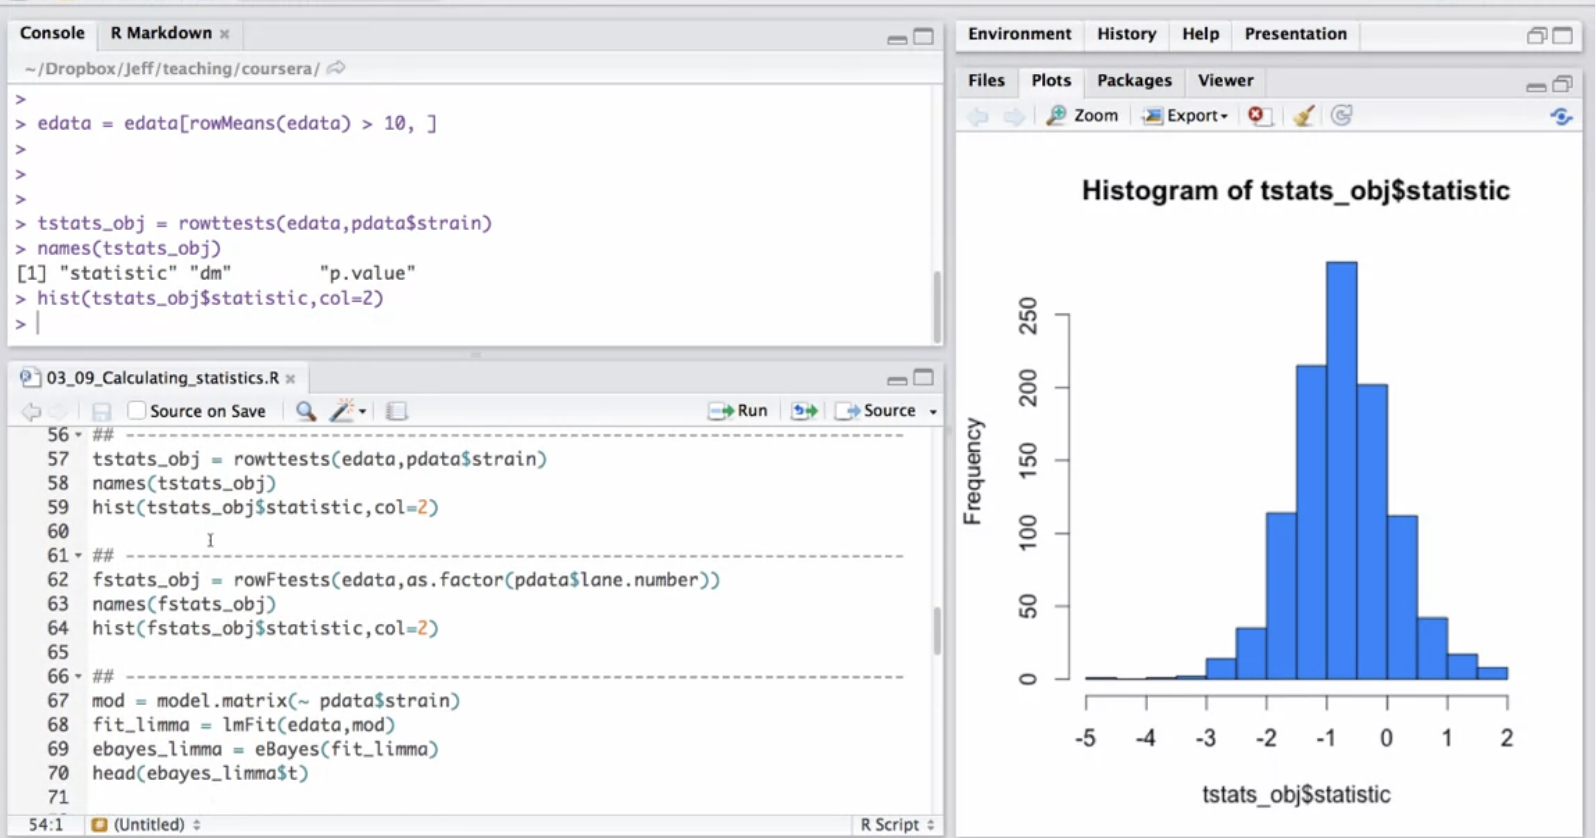 Console R Markdown
~/Dropbox/Jeff/teaching/coursera/
>
> edata = edata[rowMeans(edata) > 10, ]
>
>
>
> tstats_obj = rowttests(edata,pdata$strain)
> names(tstats_obj)
[1] "statistic" "dm"        "p.value"
> hist(tstats_obj$statistic,col=2)
>
03_09_Calculating_statistics.R
Source on Save Run Source
56 ## ------------------------------------------------------------------------
57 tstats_obj = rowttests(edata,pdata$strain)
58 names(tstats_obj)
59 hist(tstats_obj$statistic,col=2)
60
61 ## ------------------------------------------------------------------------
62 fstats_obj = rowFtests(edata,as.factor(pdata$lane.number))
63 names(fstats_obj)
64 hist(fstats_obj$statistic,col=2)
65
66 ## ------------------------------------------------------------------------
67 mod = model.matrix(~ pdata$strain)
68 fit_limma = lmFit(edata,mod)
69 ebayes_limma = eBayes(fit_limma)
70 head(ebayes_limma$t)
71
54:1 (Untitled) R Script
Environment History Help Presentation
Files Plots Packages Viewer
Zoom Export
Histogram of tstats_obj$statistic
Frequency
250
200
150
100
50
0
-5 -4 -3 -2 -1 0 1 2
tstats_obj$statistic